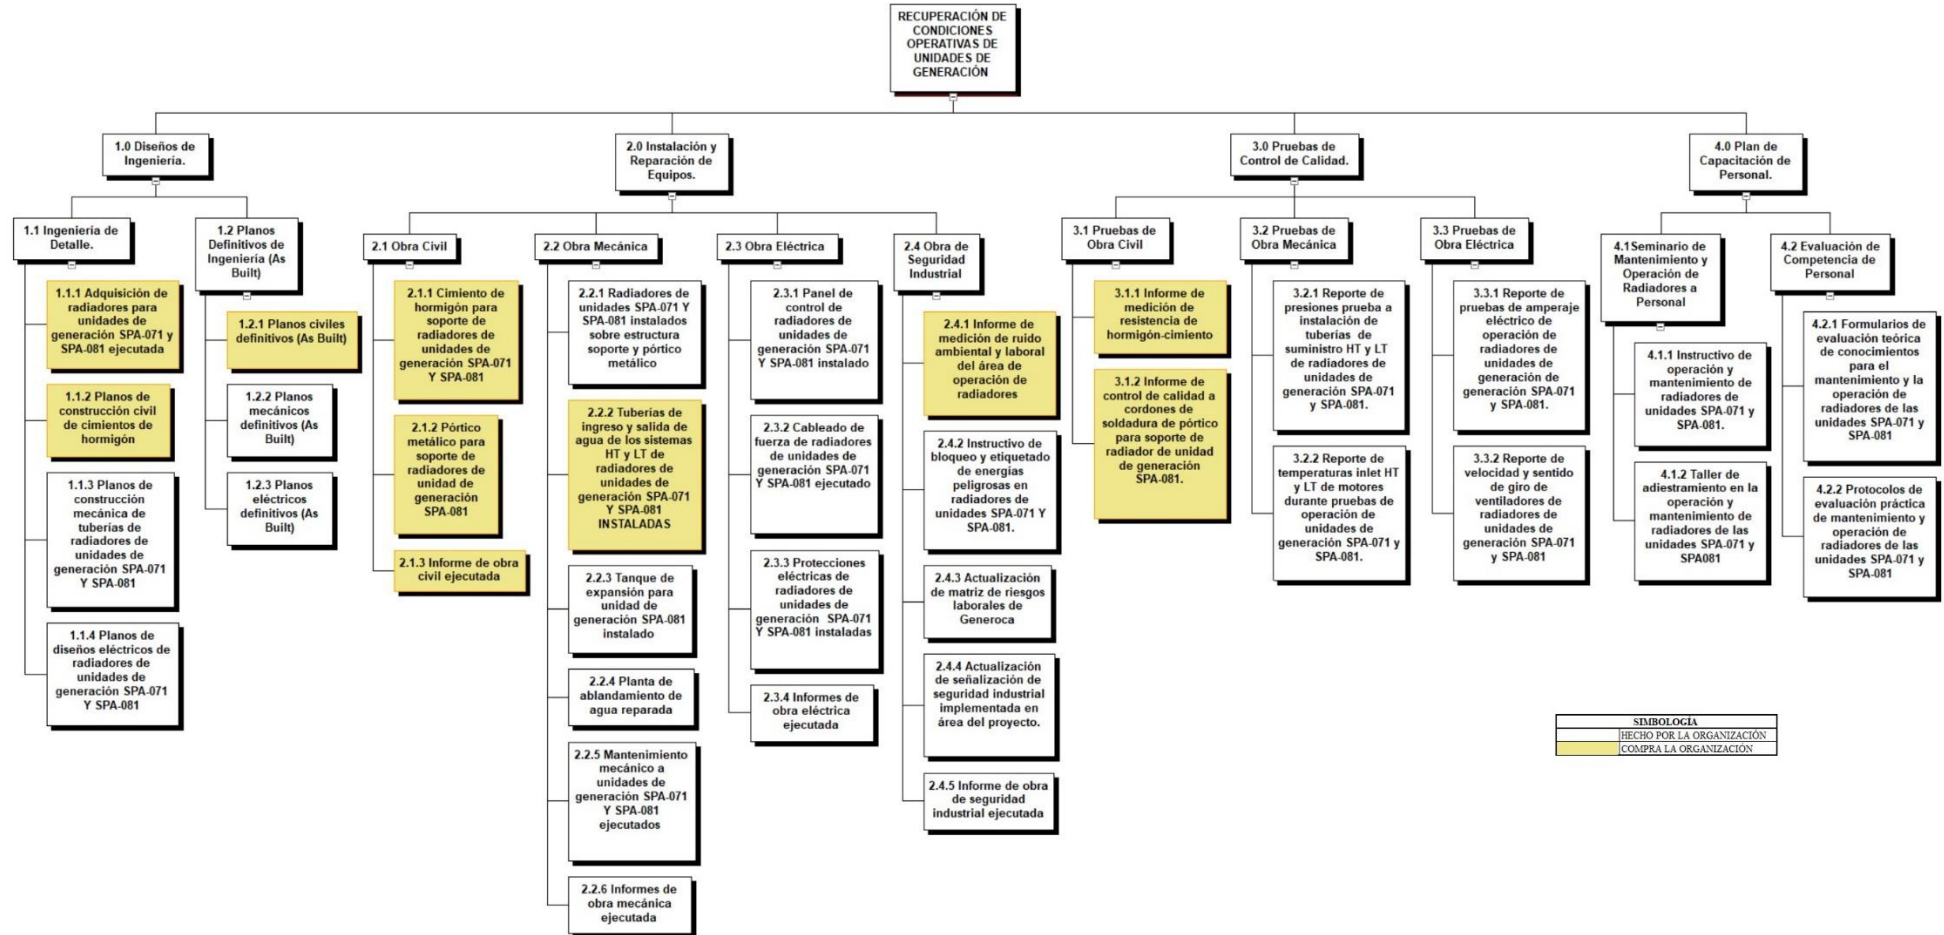 RECUPERACIÓN DE
CONDICIONES
OPERATIVAS DE
UNIDADES DE
GENERACIÓN
1.0 Diseños de
Ingeniería.
2.0 Instalación y
Reparación de
Equipos.
3.0 Pruebas de
Control de Calidad.
4.0 Plan de
Capacitación de
Personal.
1.1 Ingeniería de
Detalle.
1.1.1 Adquisición de
radiadores para
unidades de
generación SPA-071 y
SPA-081 ejecutada
1.1.2 Planos de
construcción civil
de cimientos de
hormigón
1.1.3 Planos de
construcción
mecánica de
tuberías de
radiadores de
unidades de
generación SPA-071
Y SPA-081
1.1.4 Planos de
diseños eléctricos de
radiadores de
unidades de
generación SPA-071
Y SPA-081
1.2 Planos
Definitivos de
Ingeniería (As
Built)
1.2.1 Planos civiles
definitivos (As Built)
1.2.2 Planos
mecánicos
definitivos (As
Built)
1.2.3 Planos
eléctricos
definitivos (As
Built)
2.1 Obra Civil
2.1.1 Cimiento de
hormigón para
soporte de
radiadores de
unidades de
generación SPA-071
Y SPA-081
2.1.2 Pórtico
metálico para
soporte de
radiadores de
unidad de
generación
SPA-081
2.1.3 Informe de obra
civil ejecutada
2.2 Obra Mecánica
2.2.1 Radiadores de
unidades SPA-071 Y
SPA-081 instalados
sobre estructura
soporte y pórtico
metálico
2.2.2 Tuberías de
ingreso y salida de
agua de los sistemas
HT y LT de
radiadores de
unidades de
generación SPA-071
Y SPA-081
INSTALADAS
2.2.3 Tanque de
expansión para
unidad de
generación SPA-081
instalado
2.2.4 Planta de
ablandamiento de
agua reparada
2.2.5 Mantenimiento
mecánico a
unidades de
generación SPA-071
Y SPA-081
ejecutados
2.2.6 Informes de
obra mecánica
ejecutada
2.3 Obra Eléctrica
2.3.1 Panel de
control de
radiadores de
unidades de
generación SPA-071
Y SPA-081 instalado
2.3.2 Cableado de
fuerza de radiadores
de unidades de
generación SPA-071
Y SPA-081 ejecutado
2.3.3 Protecciones
eléctricas de
radiadores de
unidades de
generación SPA-071
Y SPA-081 instaladas
2.3.4 Informes de
obra eléctrica
ejecutada
2.4 Obra de
Seguridad
Industrial
2.4.1 Informe de
medición de ruido
ambiental y laboral
del área de
operación de
radiadores
2.4.2 Instructivo de
bloqueo y etiquetado
de energías
peligrosas en
radiadores de
unidades SPA-071 Y
SPA-081.
2.4.3 Actualización
de matriz de riesgos
laborales de
Generoca
2.4.4 Actualización
de señalización de
seguridad industrial
implementada en
área del proyecto.
2.4.5 Informe de obra
de seguridad
industrial ejecutada
3.1 Pruebas de
Obra Civil
3.1.1 Informe de
medición de
resistencia de
hormigón-cimiento
3.1.2 Informe de
control de calidad a
cordones de
soldadura de pórtico
para soporte de
radiador de unidad
de generación
SPA-081.
3.2 Pruebas de
Obra Mecánica
3.2.1 Reporte de
presiones prueba a
instalación de
tuberías de
suministro HT y LT
de radiadores de
unidades de
generación SPA-071
y SPA-081.
3.2.2 Reporte de
temperaturas inlet HT
y LT de motores
durante pruebas de
operación de
unidades de
generación SPA-071 y
SPA-081.
3.3 Pruebas de
Obra Eléctrica
3.3.1 Reporte de
pruebas de amperaje
eléctrico de
operación de
radiadores de
unidades de
generación de
generación SPA-071
y SPA-081.
3.3.2 Reporte de
velocidad y sentido
de giro de
ventiladores de
radiadores de
unidades de
generación SPA-071
y SPA-081
4.1Seminario de
Mantenimiento y
Operación de
Radiadores a
Personal
4.1.1 Instructivo de
operación y
mantenimiento de
radiadores de
unidades SPA-071 y
SPA-081.
4.1.2 Taller de
adiestramiento en la
operación y
mantenimiento de
radiadores de las
unidades SPA-071 y
SPA081
4.2 Evaluación de
Competencia de
Personal
4.2.1 Formularios de
evaluación teórica
de conocimientos
para el
mantenimiento y la
operación de
radiadores de las
unidades SPA-071 y
SPA-081
4.2.2 Protocolos de
evaluación práctica
de mantenimiento y
operación de
radiadores de las
unidades SPA-071 y
SPA-081
SIMBOLOGÍA
HECHO POR LA ORGANIZACIÓN
COMPRA LA ORGANIZACIÓN